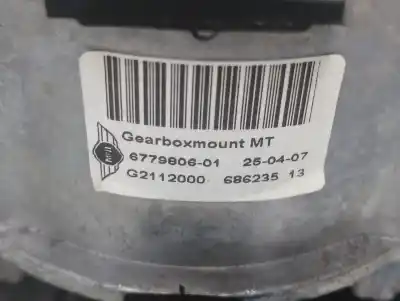 Gearboxmount MT
6779806-01 25-04-07
G2112000 686235 13